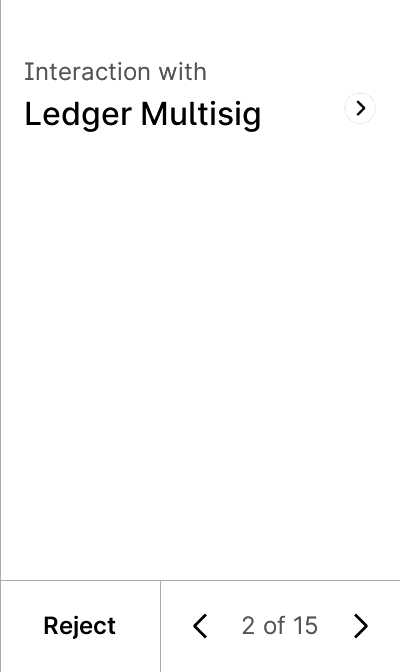 Interaction with
Ledger Multisig
Reject
2 of 15